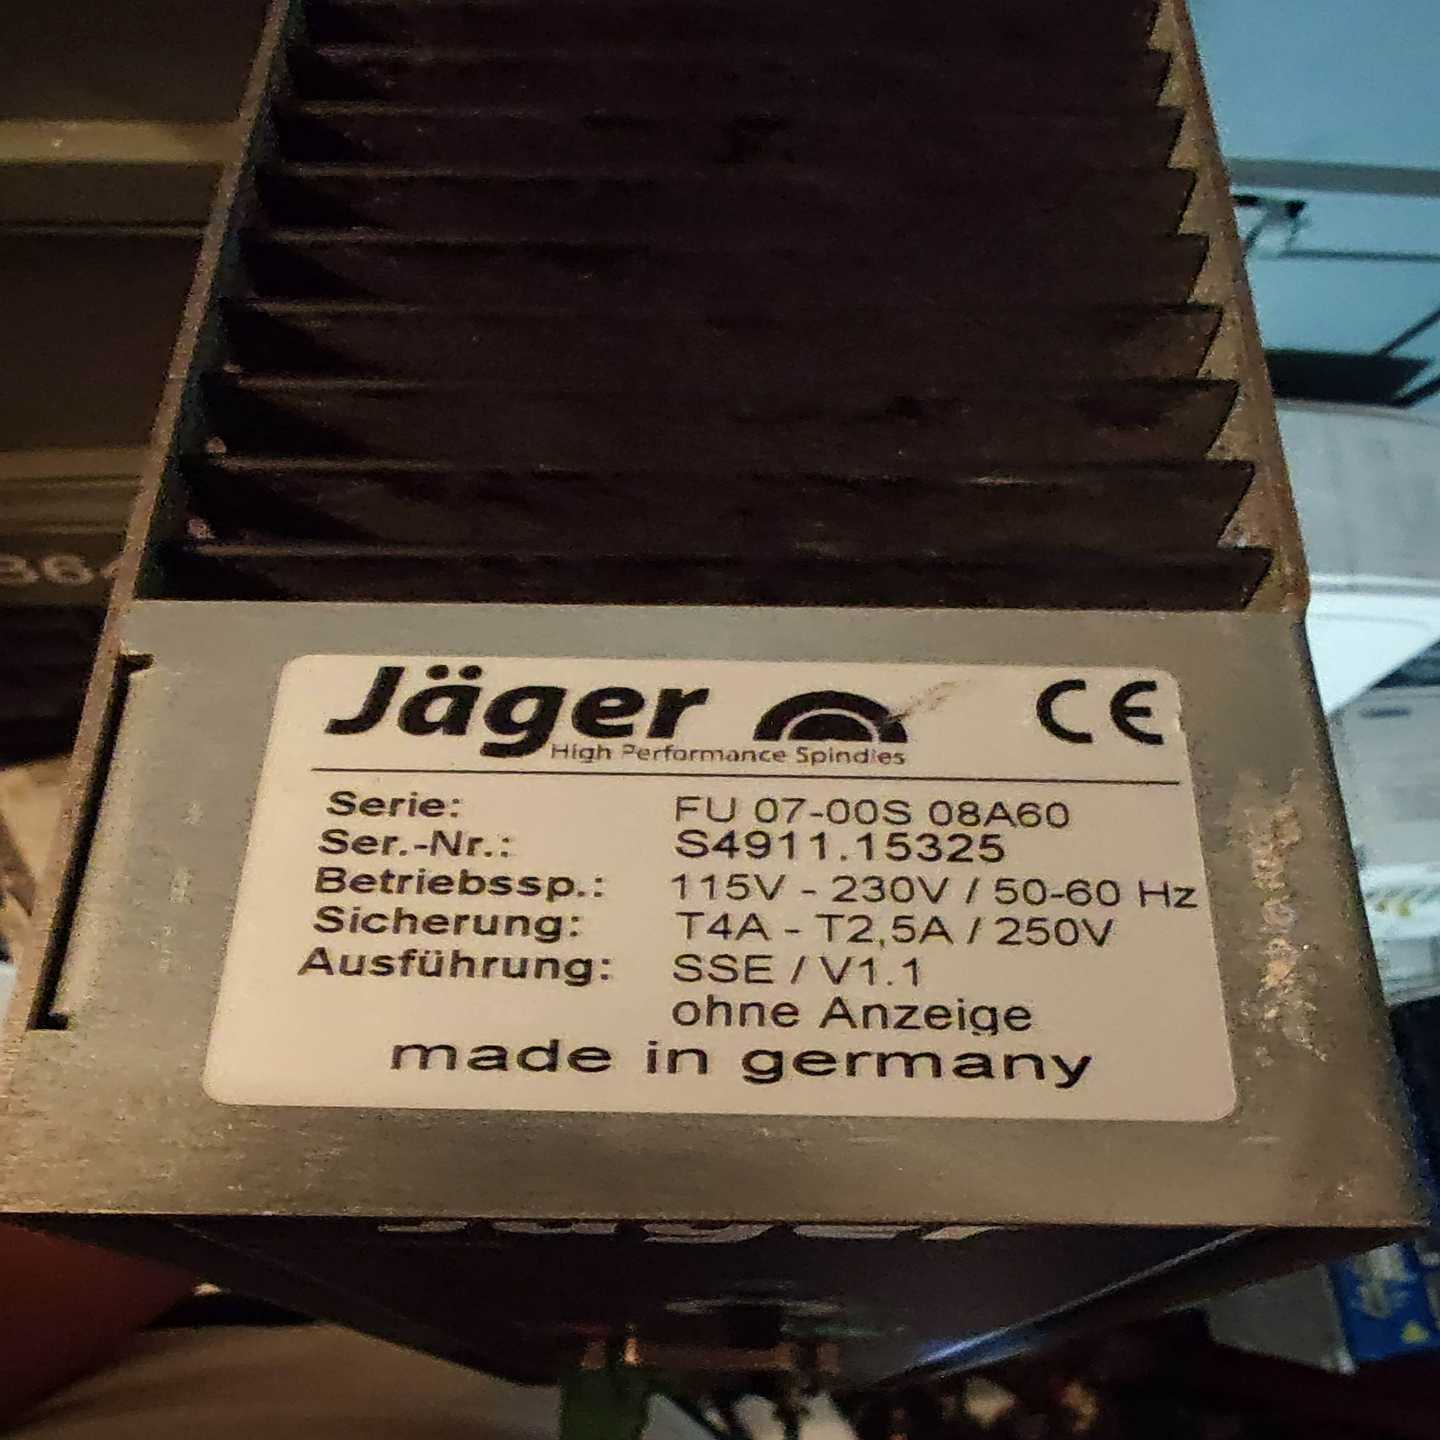 Jäger CE
High Performance Spindles
Serie: FU 07-00S 08A60
Ser.-Nr.: S4911.15325
Betriebssp.: 115V - 230V / 50-60 Hz
Sicherung: T4A - T2,5A / 250V
Ausführung: SSE / V1.1
ohne Anzeige
made in germany